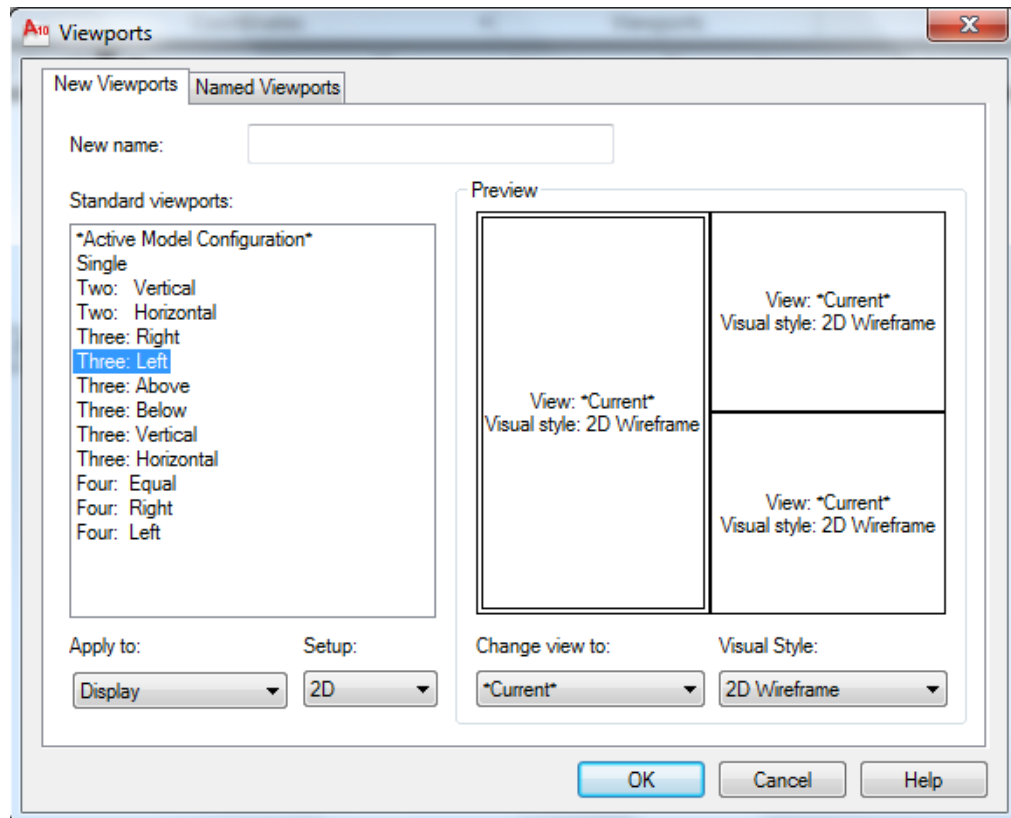 A10 Viewports
New Viewports Named Viewports
New name:
Standard viewports:
*Active Model Configuration*
Single
Two: Vertical
Two: Horizontal
Three: Right
Three: Left
Three: Above
Three: Below
Three: Vertical
Three: Horizontal
Four: Equal
Four: Right
Four: Left
Apply to: Setup:
Display 2D
Preview
View: *Current*
Visual style: 2D Wireframe
View: *Current*
Visual style: 2D Wireframe
View: *Current*
Visual style: 2D Wireframe
Change view to: Visual Style:
*Current* 2D Wireframe
OK Cancel Help